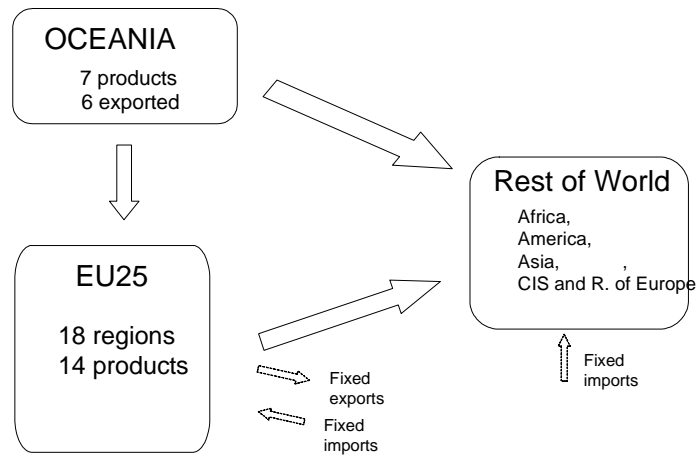 OCEANIA
7 products
6 exported
Rest of World
Africa,
America,
Asia, ,
CIS and R. of Europe
EU25
18 regions
14 products
Fixed
exports
Fixed
imports
Fixed
imports